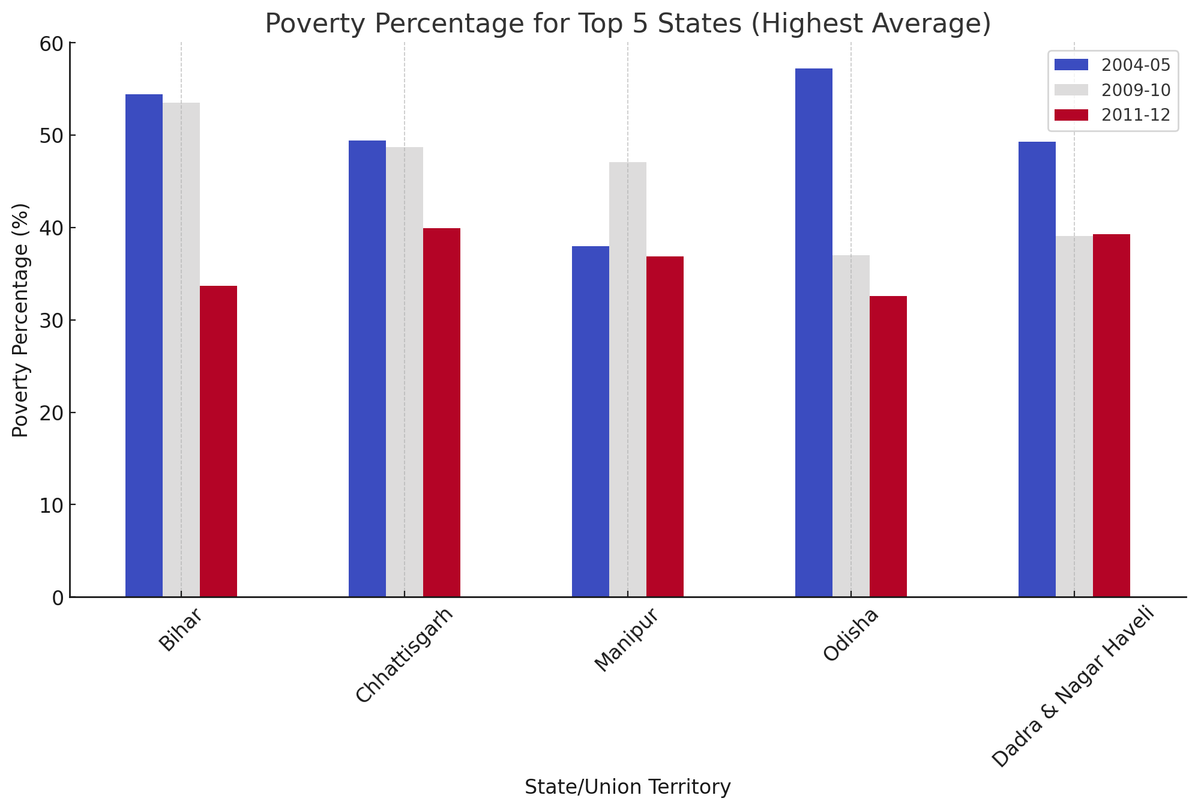 Poverty Percentage for Top 5 States (Highest Average)
2004-05
2009-10
2011-12
Poverty Percentage (%)
60
50
40
30
20
10
0
Bihar
Chhattisgarh
Manipur
Odisha
Dadra & Nagar Haveli
State/Union Territory